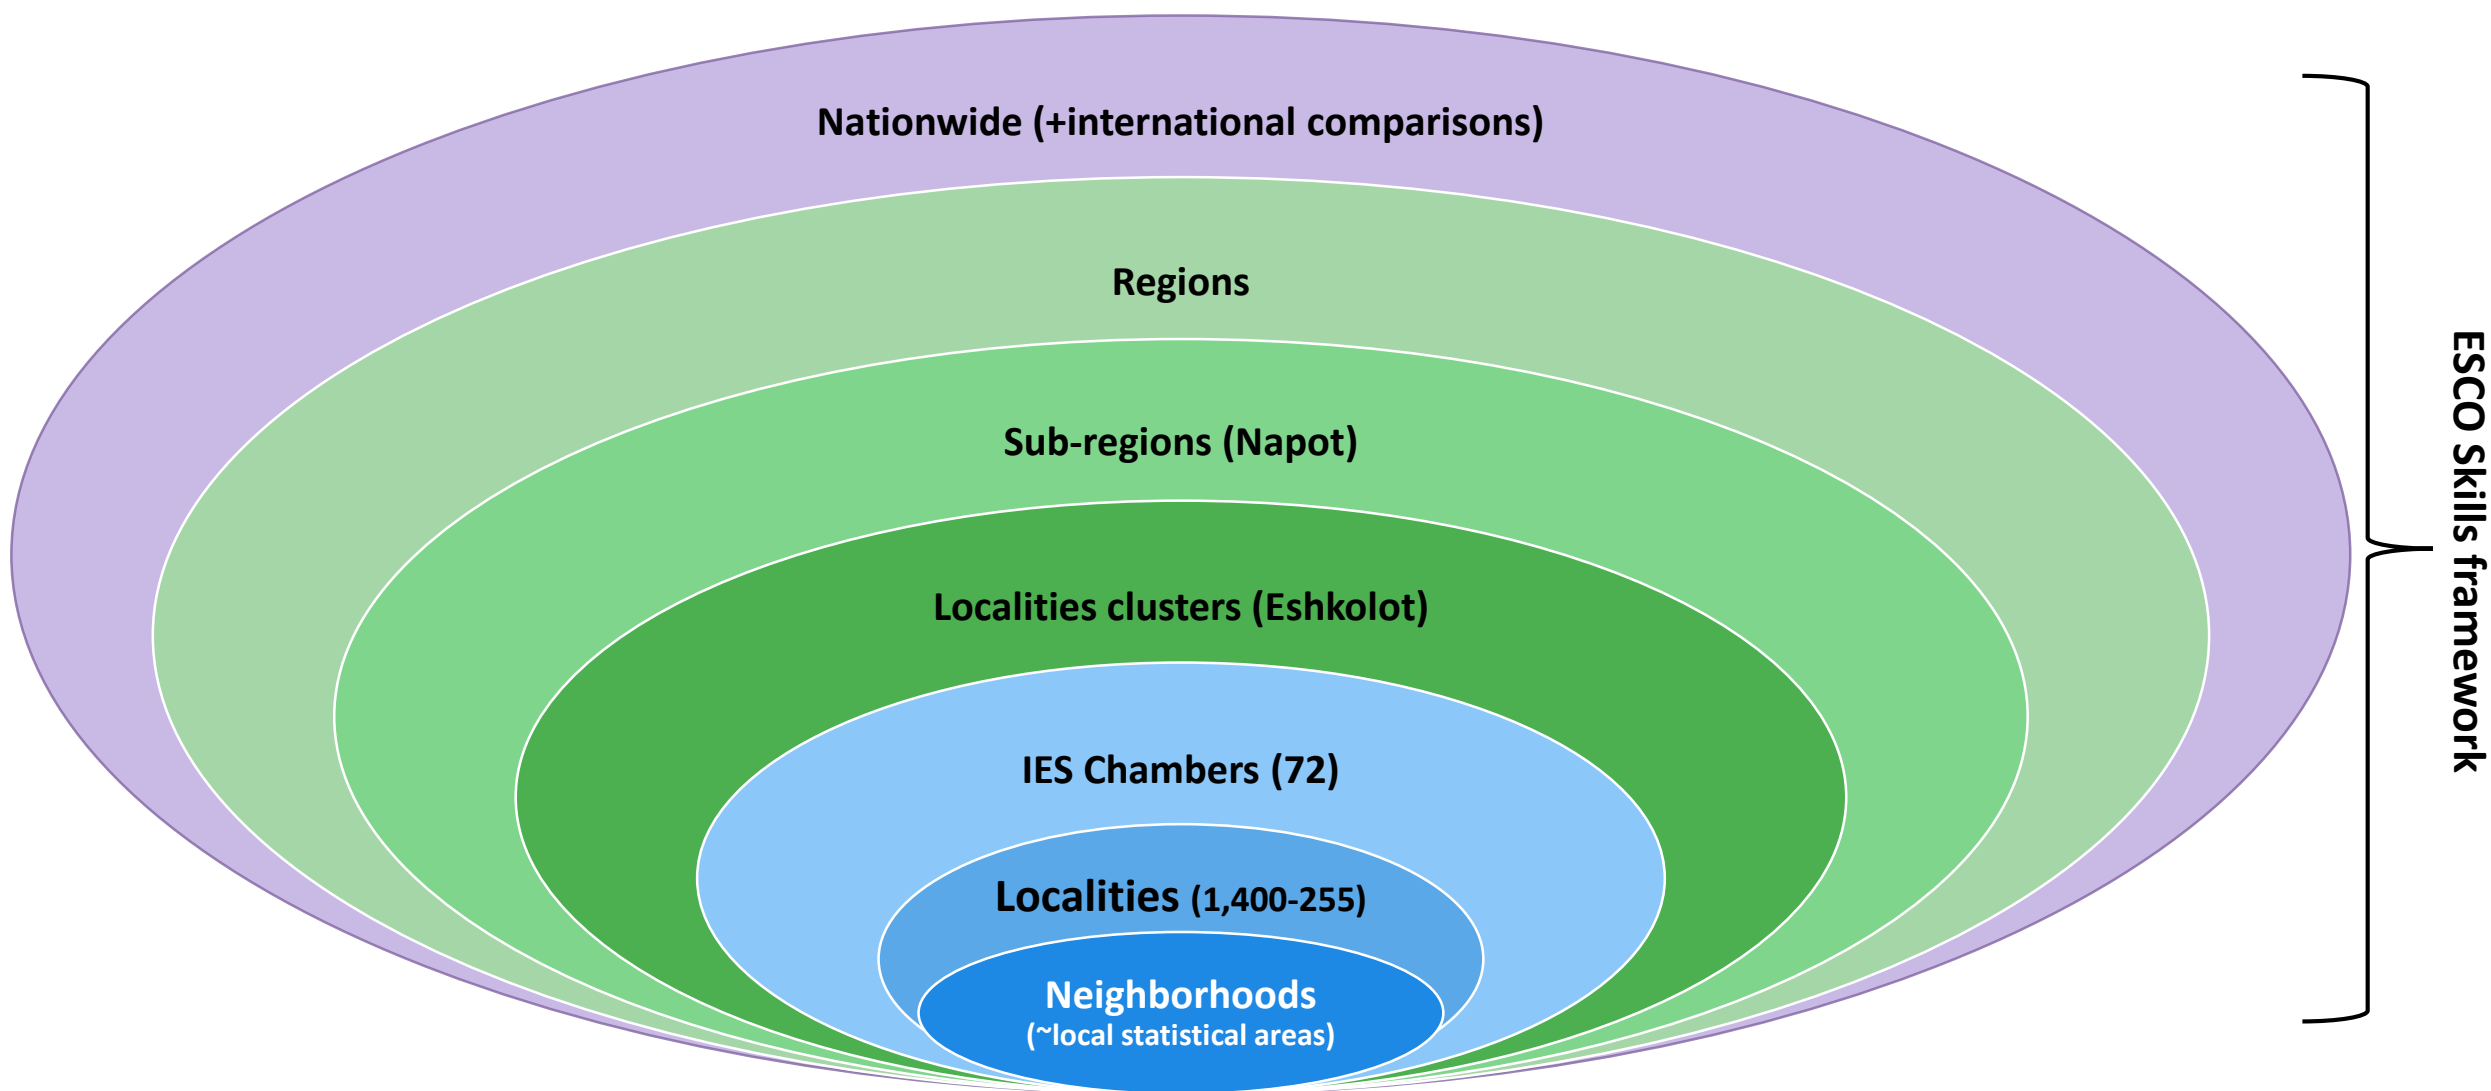 Nationwide (+international comparisons)
Regions
Sub-regions (Napot)
Localities clusters (Eshkolot)
IES Chambers (72)
Localities (1,400-255)
Neighborhoods
(~local statistical areas)
ESCO Skills framework